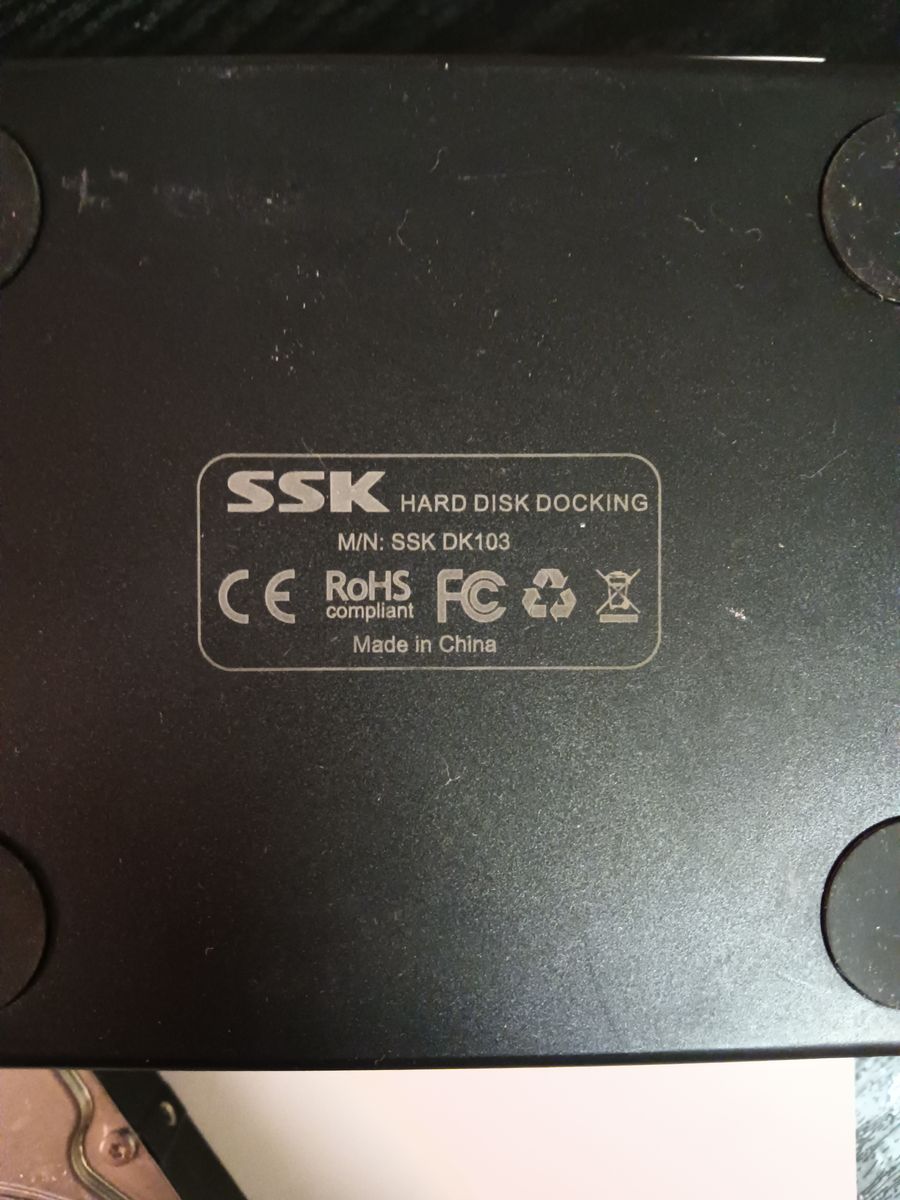 SSK HARD DISK DOCKING
M/N: SSK DK103
CE RoHS compliant FC
Made in China